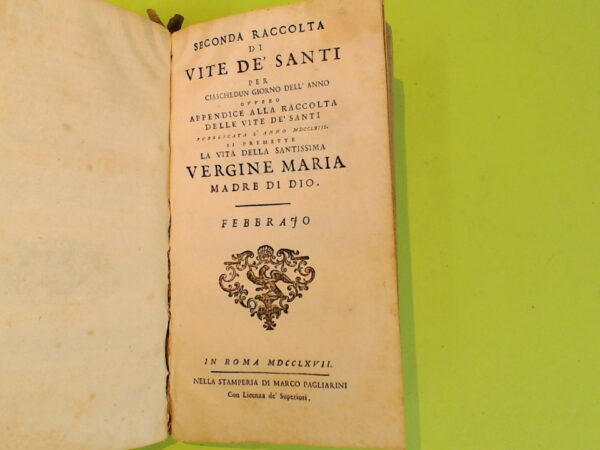 SECONDA RACCOLTA
DI
VITE DE' SANTI
PER
CIASCHEDUN GIORNO DELL' ANNO
OVVERO
APPENDICE ALLA RACCOLTA
DELLE VITE DE' SANTI
PUBBLICATA L' ANNO MDCCLXIII.
SI PREMETTE
LA VITA DELLA SANTISSIMA
VERGINE MARIA
MADRE DI DIO.
FEBBRAJO
IN ROMA MDCCLXVII.
NELLA STAMPERIA DI MARCO PAGLIARINI
Con Licenza de' Superiori,